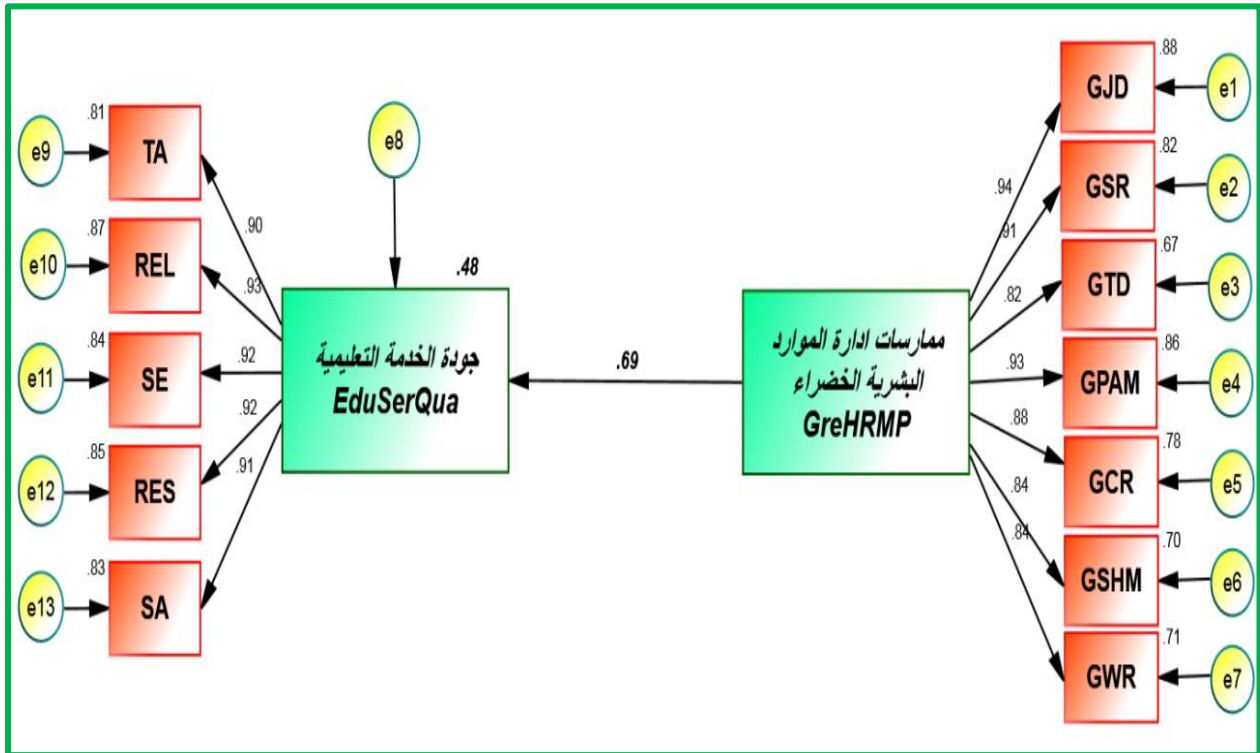 .81
e9
TA
.90
.87
e10
REL
.93
.84
e11
SE
.92
.85
e12
RES
.92
.83
e13
SA
.91
e8
.48
جودة الخدمة التعليمية
EduSerQua
.69
ممارسات ادارة الموارد
البشرية الخضراء
GreHRMP
.94
GJD
.88
e1
.91
GSR
.82
e2
.82
GTD
.67
e3
.93
GPAM
.86
e4
.88
GCR
.78
e5
.84
GSHM
.70
e6
.84
GWR
.71
e7